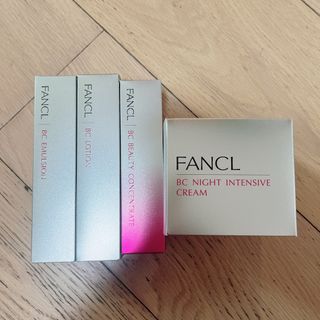 FANCL
BC EMULSION
FANCL
BC LOTION
FANCL
BC BEAUTY CONCENTRATE
FANCL
BC NIGHT INTENSIVE
CREAM